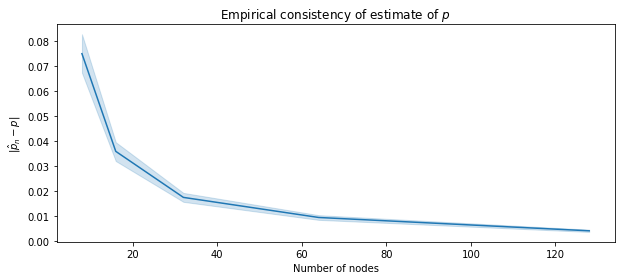 Empirical consistency of estimate of p
|p̂ₙ − p|
0.08
0.07
0.06
0.05
0.04
0.03
0.02
0.01
0.00
20 40 60 80 100 120
Number of nodes